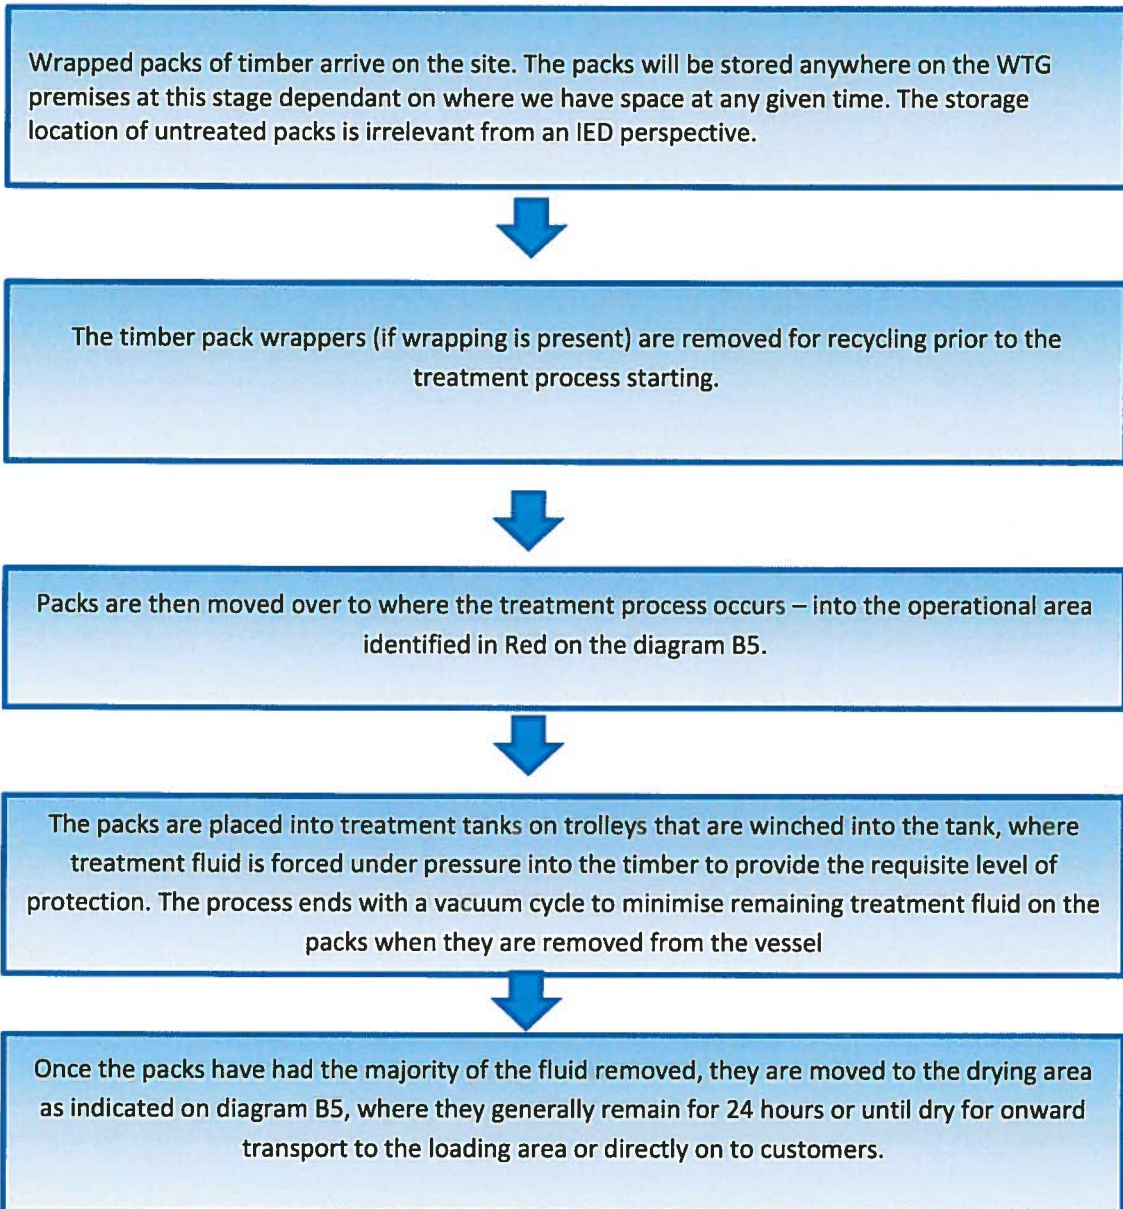 Wrapped packs of timber arrive on the site. The packs will be stored anywhere on the WTG
premises at this stage dependant on where we have space at any given time. The storage
location of untreated packs is irrelevant from an IED perspective.
The timber pack wrappers (if wrapping is present) are removed for recycling prior to the
treatment process starting.
Packs are then moved over to where the treatment process occurs – into the operational area
identified in Red on the diagram B5.
The packs are placed into treatment tanks on trolleys that are winched into the tank, where
treatment fluid is forced under pressure into the timber to provide the requisite level of
protection. The process ends with a vacuum cycle to minimise remaining treatment fluid on the
packs when they are removed from the vessel
Once the packs have had the majority of the fluid removed, they are moved to the drying area
as indicated on diagram B5, where they generally remain for 24 hours or until dry for onward
transport to the loading area or directly on to customers.